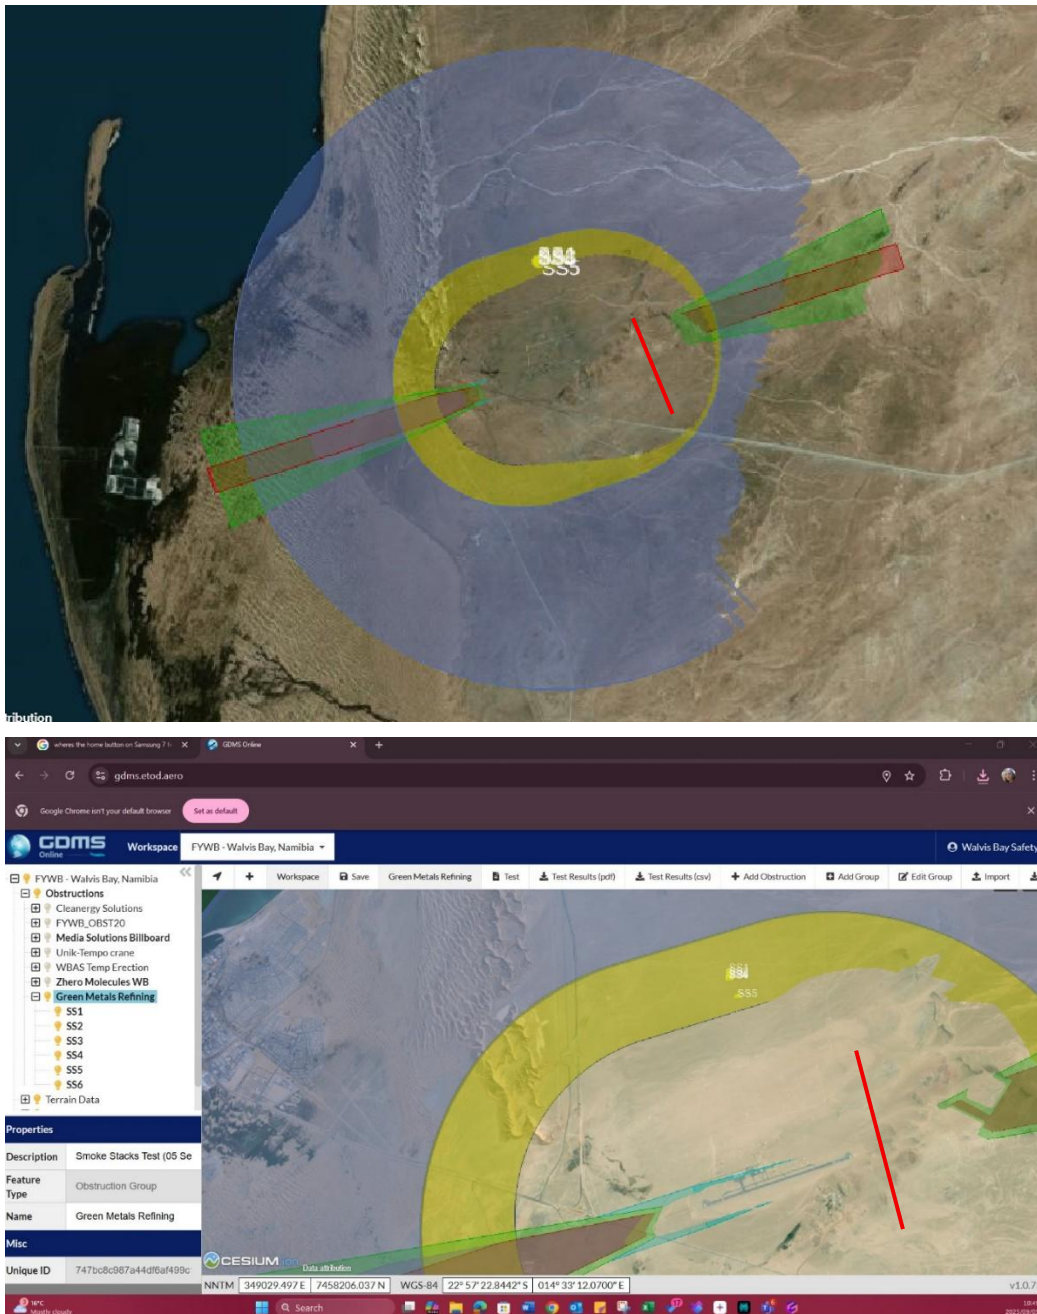 SS5
tribution
wheres the home button on Samsung 7 f
GDMS Online
gdms.etod.aero
Google Chrome isn't your default browser
Set as default
GDMS
Online
Workspace
FYWB - Walvis Bay, Namibia
Walvis Bay Safety
FYWB - Walvis Bay, Namibia
Obstructions
Cleanergy Solutions
FYWB_OBST20
Media Solutions Billboard
Unik-Tempo crane
WBAS Temp Erection
Zhero Molecules WB
Green Metals Refining
SS1
SS2
SS3
SS4
SS5
SS6
Terrain Data
Workspace
Save
Green Metals Refining
Test
Test Results (pdf)
Test Results (csv)
Add Obstruction
Add Group
Edit Group
Import
SS1
SS4
SS5
Properties
Description Smoke Stacks Test (05 Se
Feature Type Obstruction Group
Name Green Metals Refining
Misc
Unique ID 747bc8c987a44df6af499c
CESIUM ion
Data attribution
NNTM 349029.497 E 7458206.037 N WGS-84 22° 57' 22.8442" S 014° 33' 12.0700" E
v1.0.7
16°C
Mostly cloudy
Search